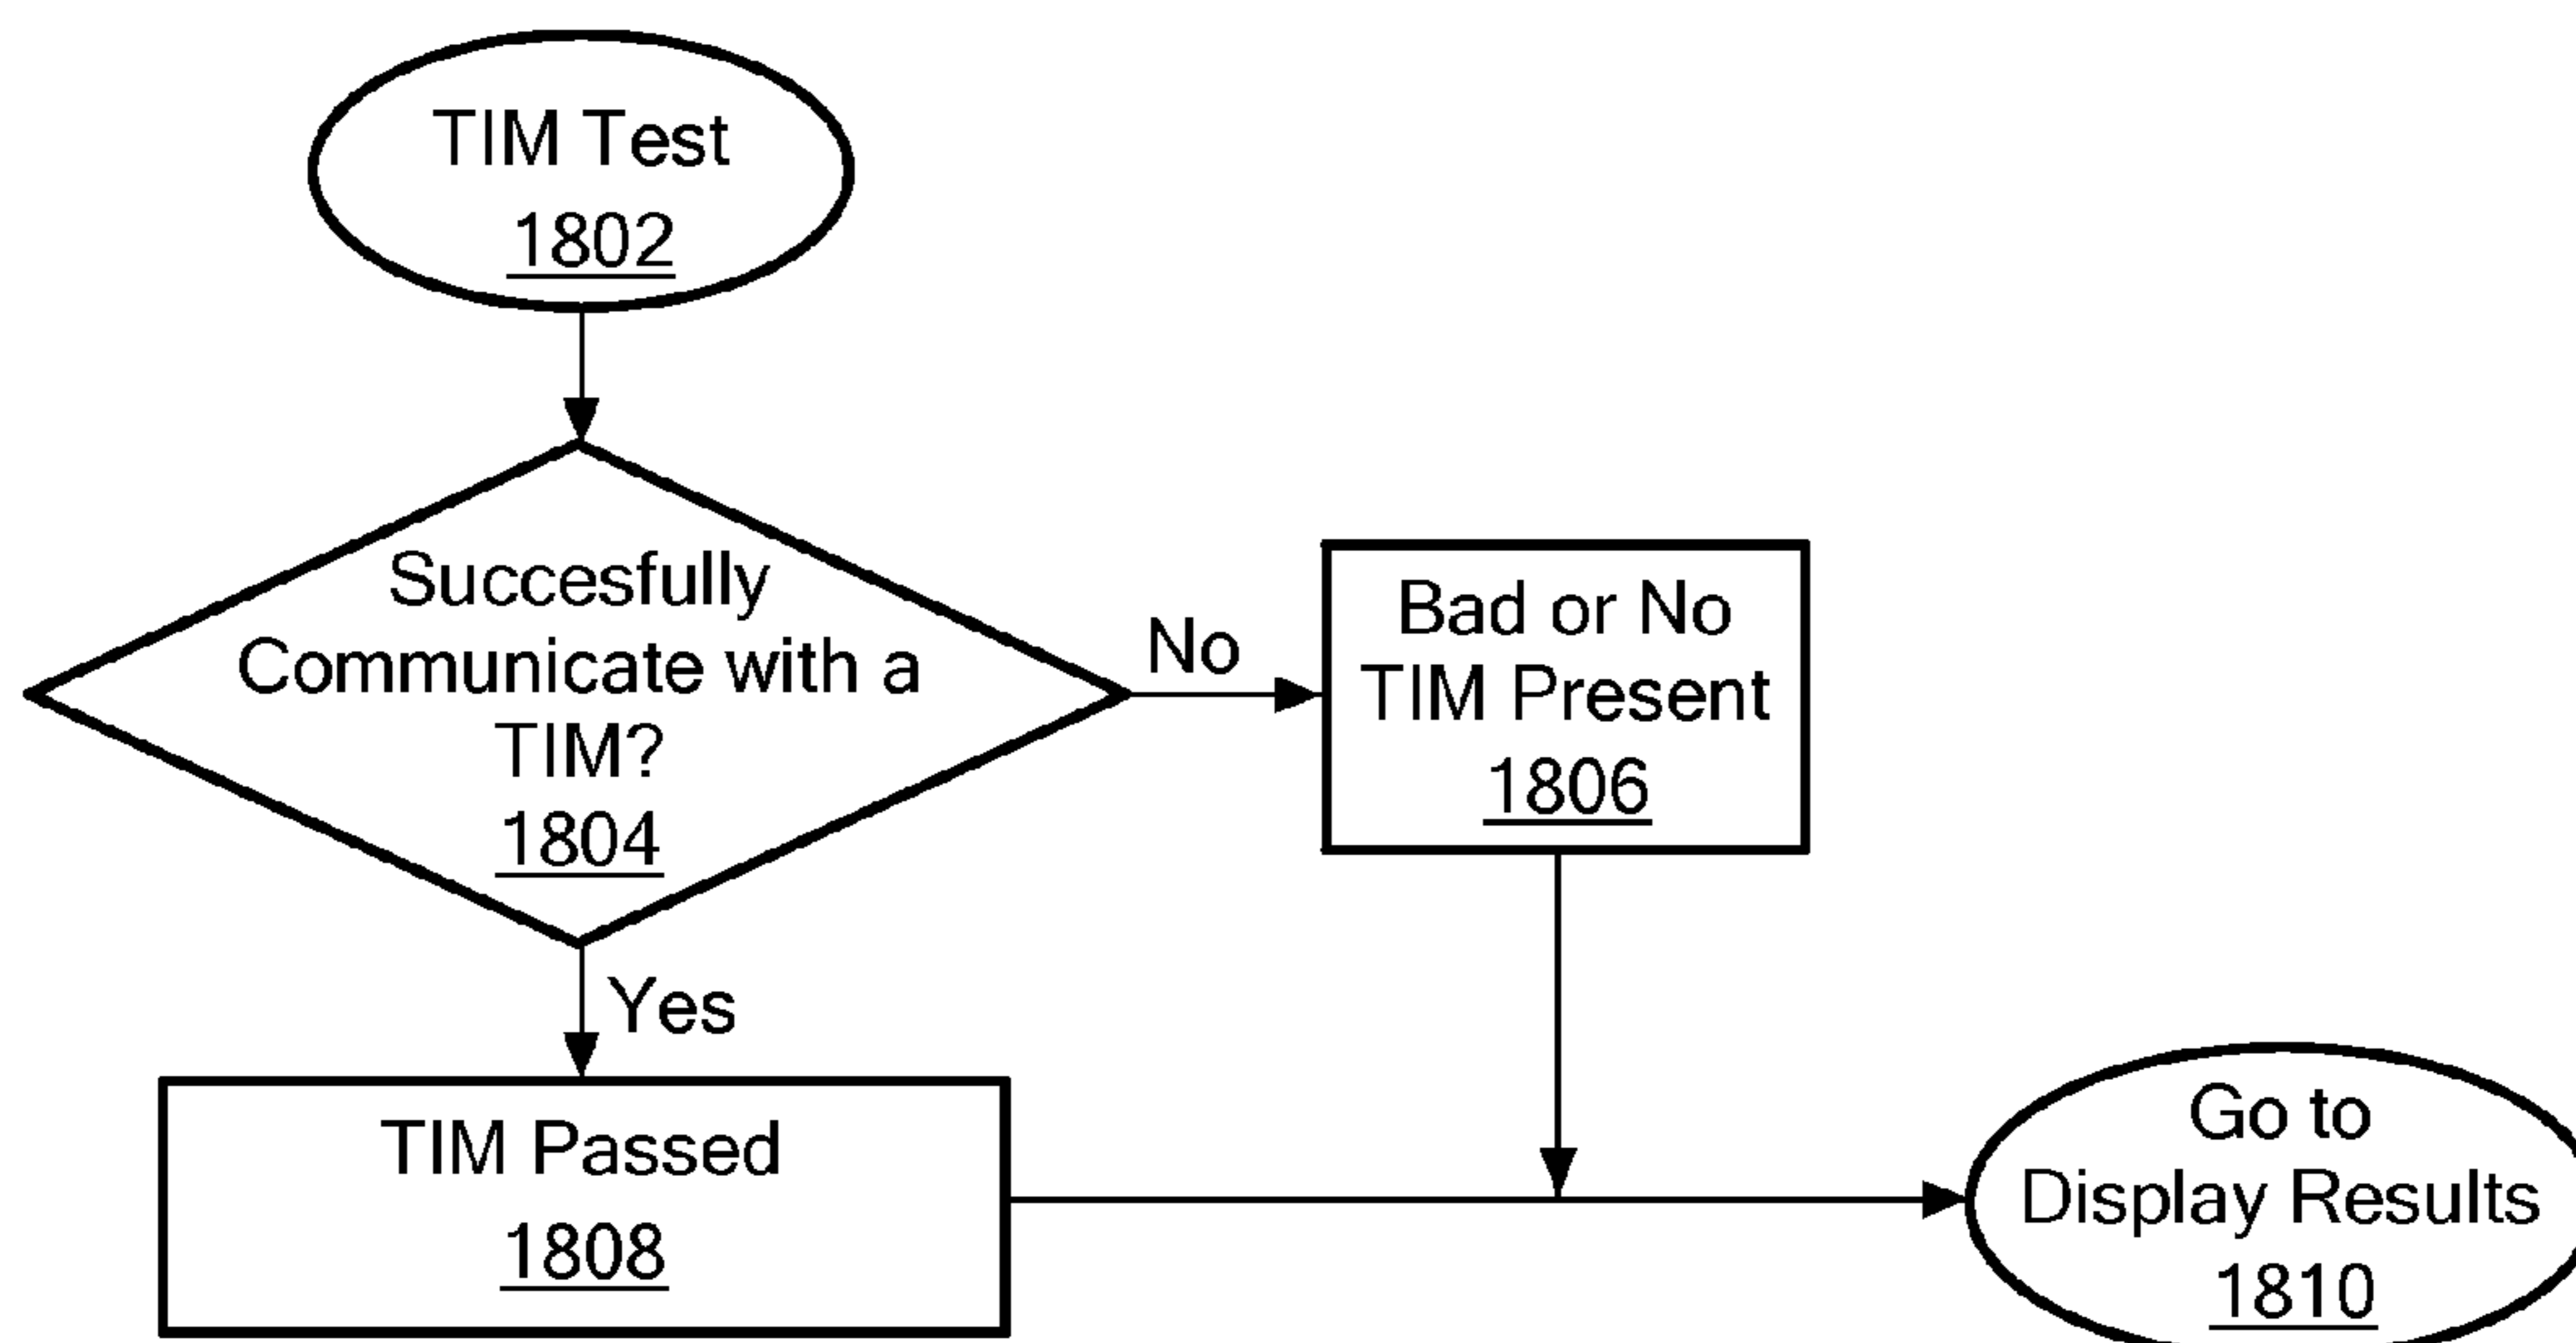 TIM Test
1802
Succesfully
Communicate with a
TIM?
1804
No
Bad or No
TIM Present
1806
Yes
TIM Passed
1808
Go to
Display Results
1810